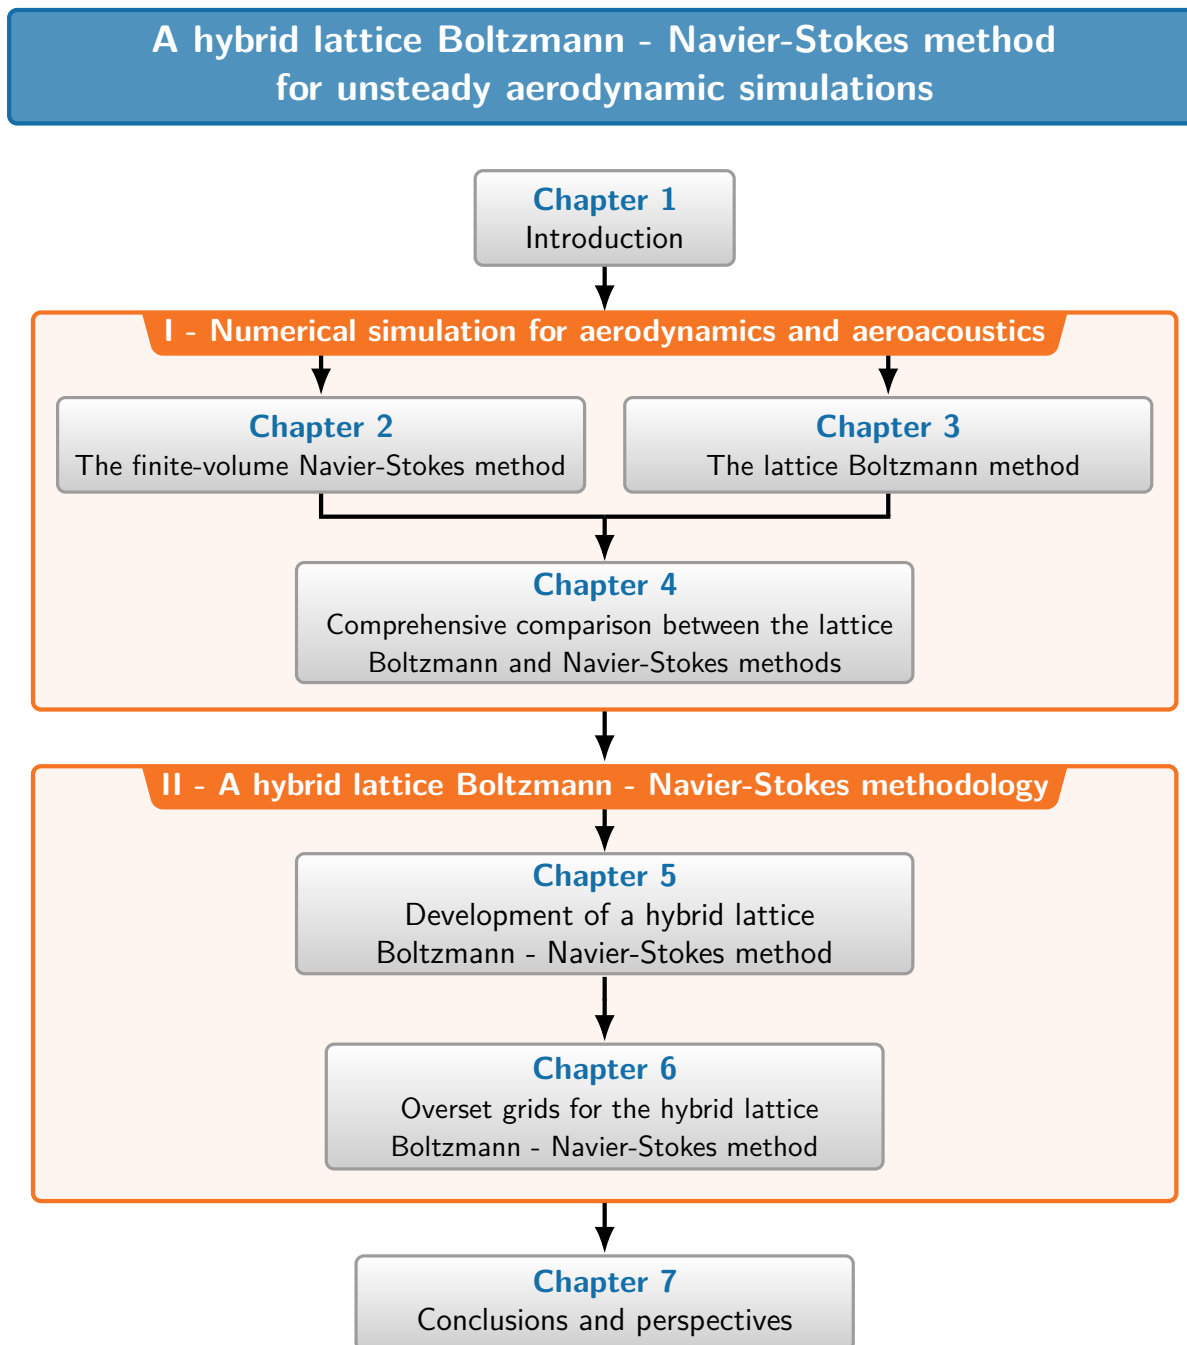 A hybrid lattice Boltzmann - Navier-Stokes method
for unsteady aerodynamic simulations
Chapter 1
Introduction
I - Numerical simulation for aerodynamics and aeroacoustics
Chapter 2
The finite-volume Navier-Stokes method
Chapter 3
The lattice Boltzmann method
Chapter 4
Comprehensive comparison between the lattice
Boltzmann and Navier-Stokes methods
II - A hybrid lattice Boltzmann - Navier-Stokes methodology
Chapter 5
Development of a hybrid lattice
Boltzmann - Navier-Stokes method
Chapter 6
Overset grids for the hybrid lattice
Boltzmann - Navier-Stokes method
Chapter 7
Conclusions and perspectives